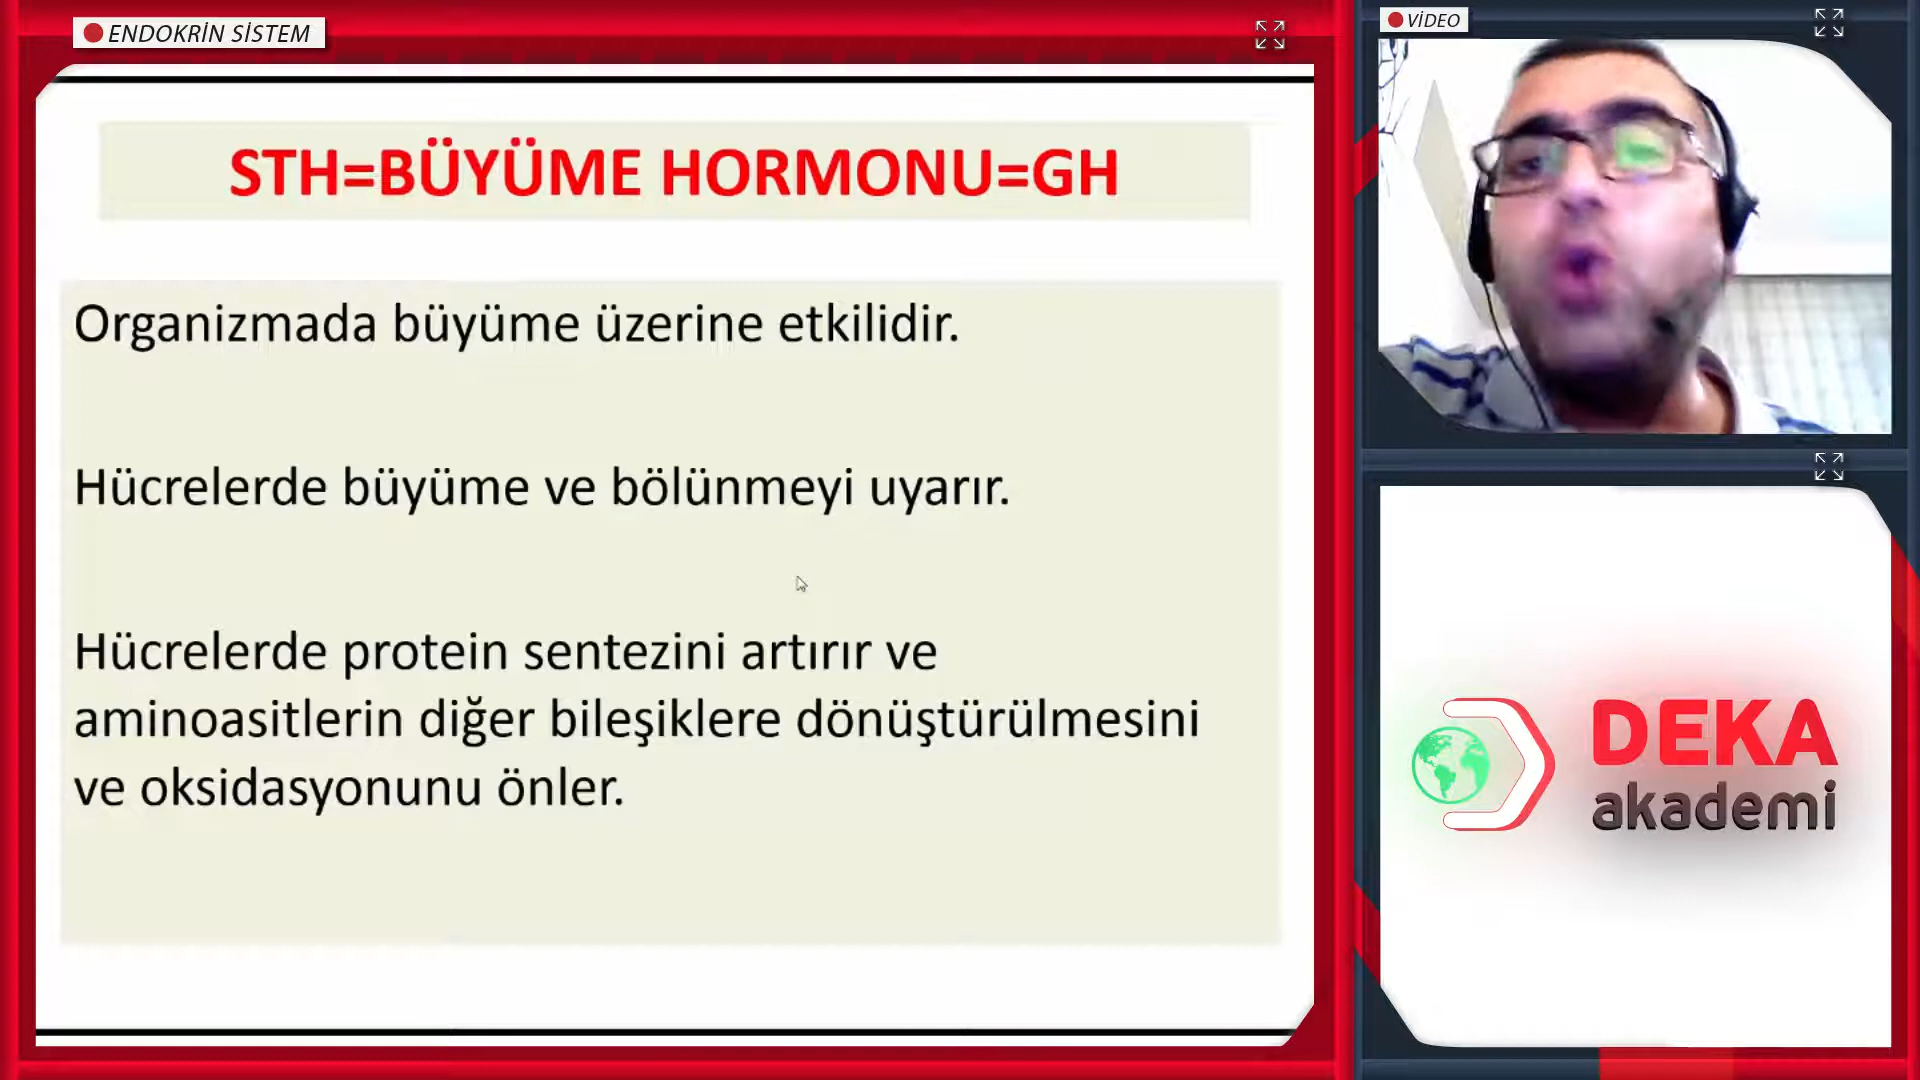 ENDOKRİN SİSTEM
STH=BÜYÜME HORMONU=GH
Organizmada büyüme üzerine etkilidir.
Hücrelerde büyüme ve bölünmeyi uyarır.
Hücrelerde protein sentezini artırır ve
aminoasitlerin diğer bileşiklere dönüştürülmesini
ve oksidasyonunu önler.
VİDEO
DEKA
akademi